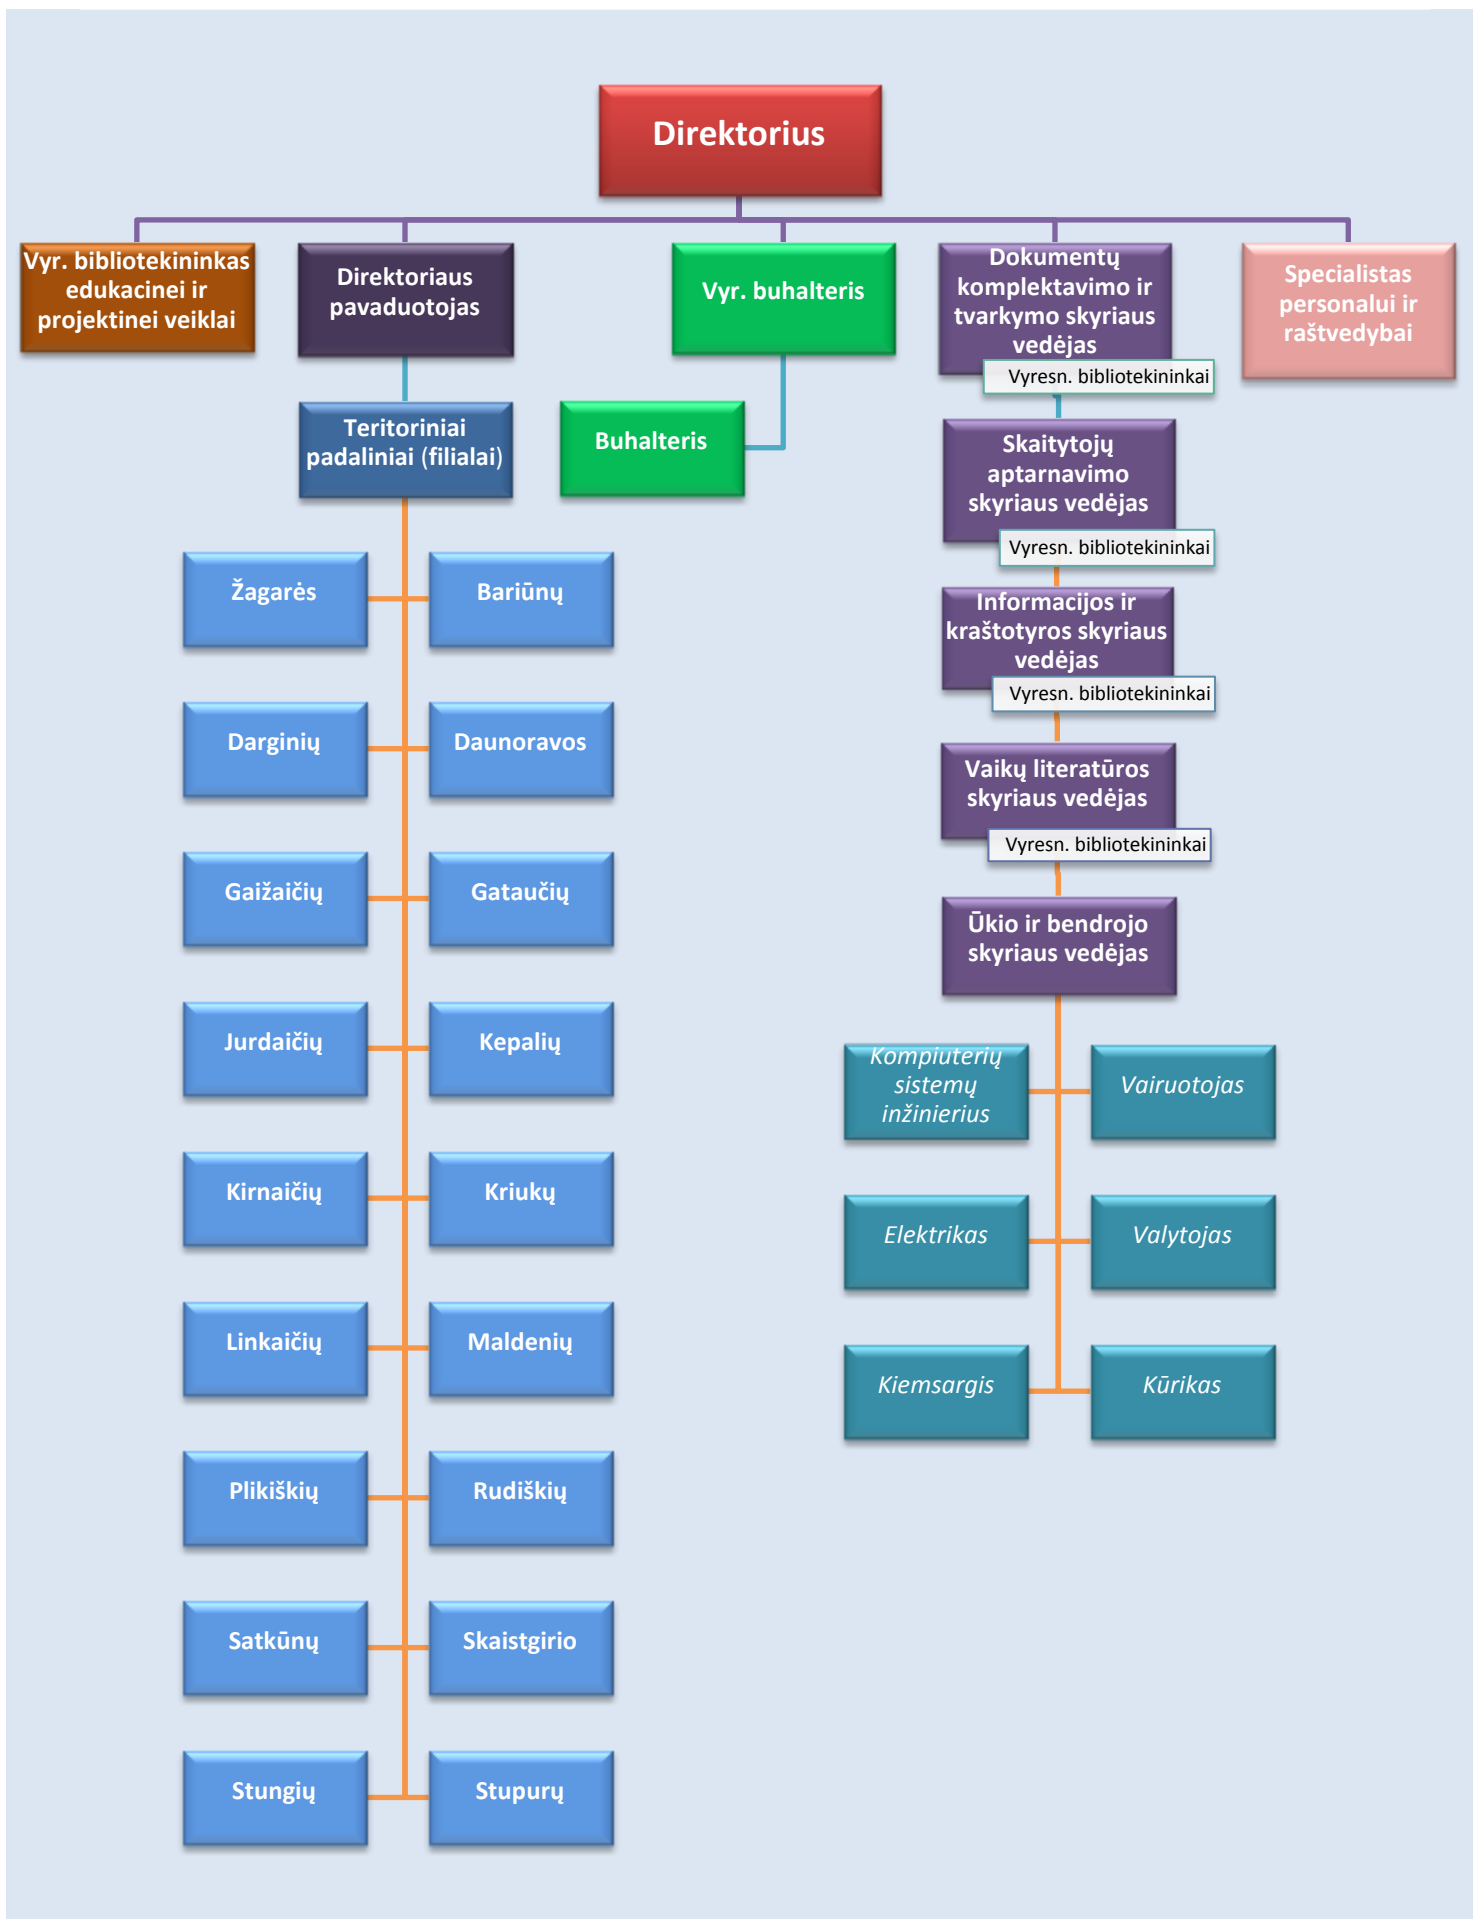 Direktorius
Vyr. bibliotekininkas
edukacinei ir
projektinei veiklai
Direktoriaus
pavaduotojas
Vyr. buhalteris
Dokumentų
komplektavimo ir
tvarkymo skyriaus
vedėjas
Vyresn. bibliotekininkai
Specialistas
personalui ir
raštvedybai
Teritoriniai
padaliniai (filialai)
Buhalteris
Skaitytojų
aptarnavimo
skyriaus vedėjas
Vyresn. bibliotekininkai
Žagarės
Bariūnų
Informacijos ir
kraštotyros skyriaus
vedėjas
Vyresn. bibliotekininkai
Darginių
Daunoravos
Vaikų literatūros
skyriaus vedėjas
Vyresn. bibliotekininkai
Gaižaičių
Gataučių
Ūkio ir bendrojo
skyriaus vedėjas
Jurdaičių
Kepalių
Kompiuterių
sistemų
inžinierius
Vairuotojas
Kirnaičių
Kriukų
Elektrikas
Valytojas
Linkaičių
Maldenių
Kiemsargis
Kūrikas
Plikiškių
Rudiškių
Satkūnų
Skaistgirio
Stungių
Stupurų